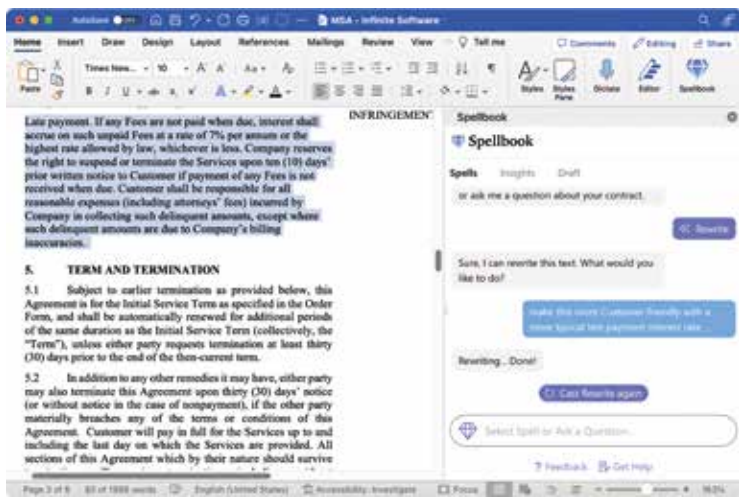 AutoSave
MSA - Infinite Software
Home Insert Draw Design Layout References Mailings Review View Tell me Comments Editing Share
Paste Times New... 10 Styles Styles Pane Dictate Editor Spellbook
Late payment. If any Fees are not paid when due, interest shall
accrue on such unpaid Fees at a rate of 7% per annum or the
highest rate allowed by law, whichever is less. Company reserves
the right to suspend or terminate the Services upon ten (10) days'
prior written notice to Customer if payment of any Fees is not
received when due. Customer shall be responsible for all
reasonable expenses (including attorneys' fees) incurred by
Company in collecting such delinquent amounts, except where
such delinquent amounts are due to Company's billing
inaccuracies.
5. TERM AND TERMINATION
5.1 Subject to earlier termination as provided below, this
Agreement is for the Initial Service Term as specified in the Order
Form, and shall be automatically renewed for additional periods
of the same duration as the Initial Service Term (collectively, the
"Term"), unless either party requests termination at least thirty
(30) days prior to the end of the then-current term.
5.2 In addition to any other remedies it may have, either party
may also terminate this Agreement upon thirty (30) days' notice
(or without notice in the case of nonpayment), if the other party
materially breaches any of the terms or conditions of this
Agreement. Customer will pay in full for the Services up to and
including the last day on which the Services are provided. All
sections of this Agreement which by their nature should survive
INFRINGEMEN
Spellbook
Spellbook
Spells Insights Draft
or ask me a question about your contract.
Rewrite
Sure, I can rewrite this text. What would you
like to do?
make this more Customer friendly with a
more typical late payment interest rate
Rewriting... Done!
Cast Rewrite again
Select Spell or Ask a Question...
Feedback Get Help
Page 3 of 6 83 of 1999 words English (United States) Accessibility: Investigate Focus 163%